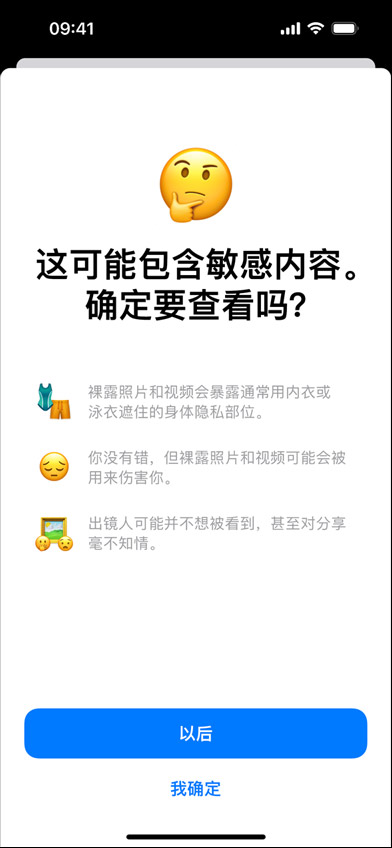 09:41
这可能包含敏感内容。
确定要查看吗?
裸露照片和视频会暴露通常用内衣或
泳衣遮住的身体隐私部位。
你没有错，但裸露照片和视频可能会被
用来伤害你。
出镜人可能并不想被看到，甚至对分享
毫不知情。
以后
我确定